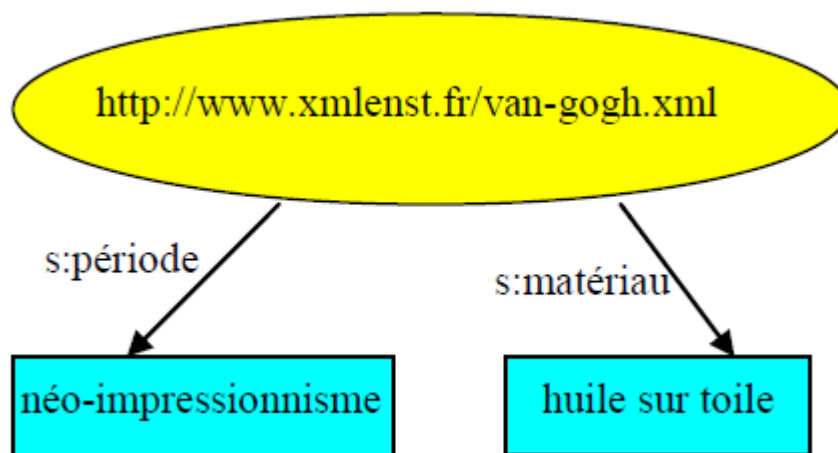 http://www.xmlenst.fr/van-gogh.xml
s:période
s:matériau
néo-impressionnisme
huile sur toile